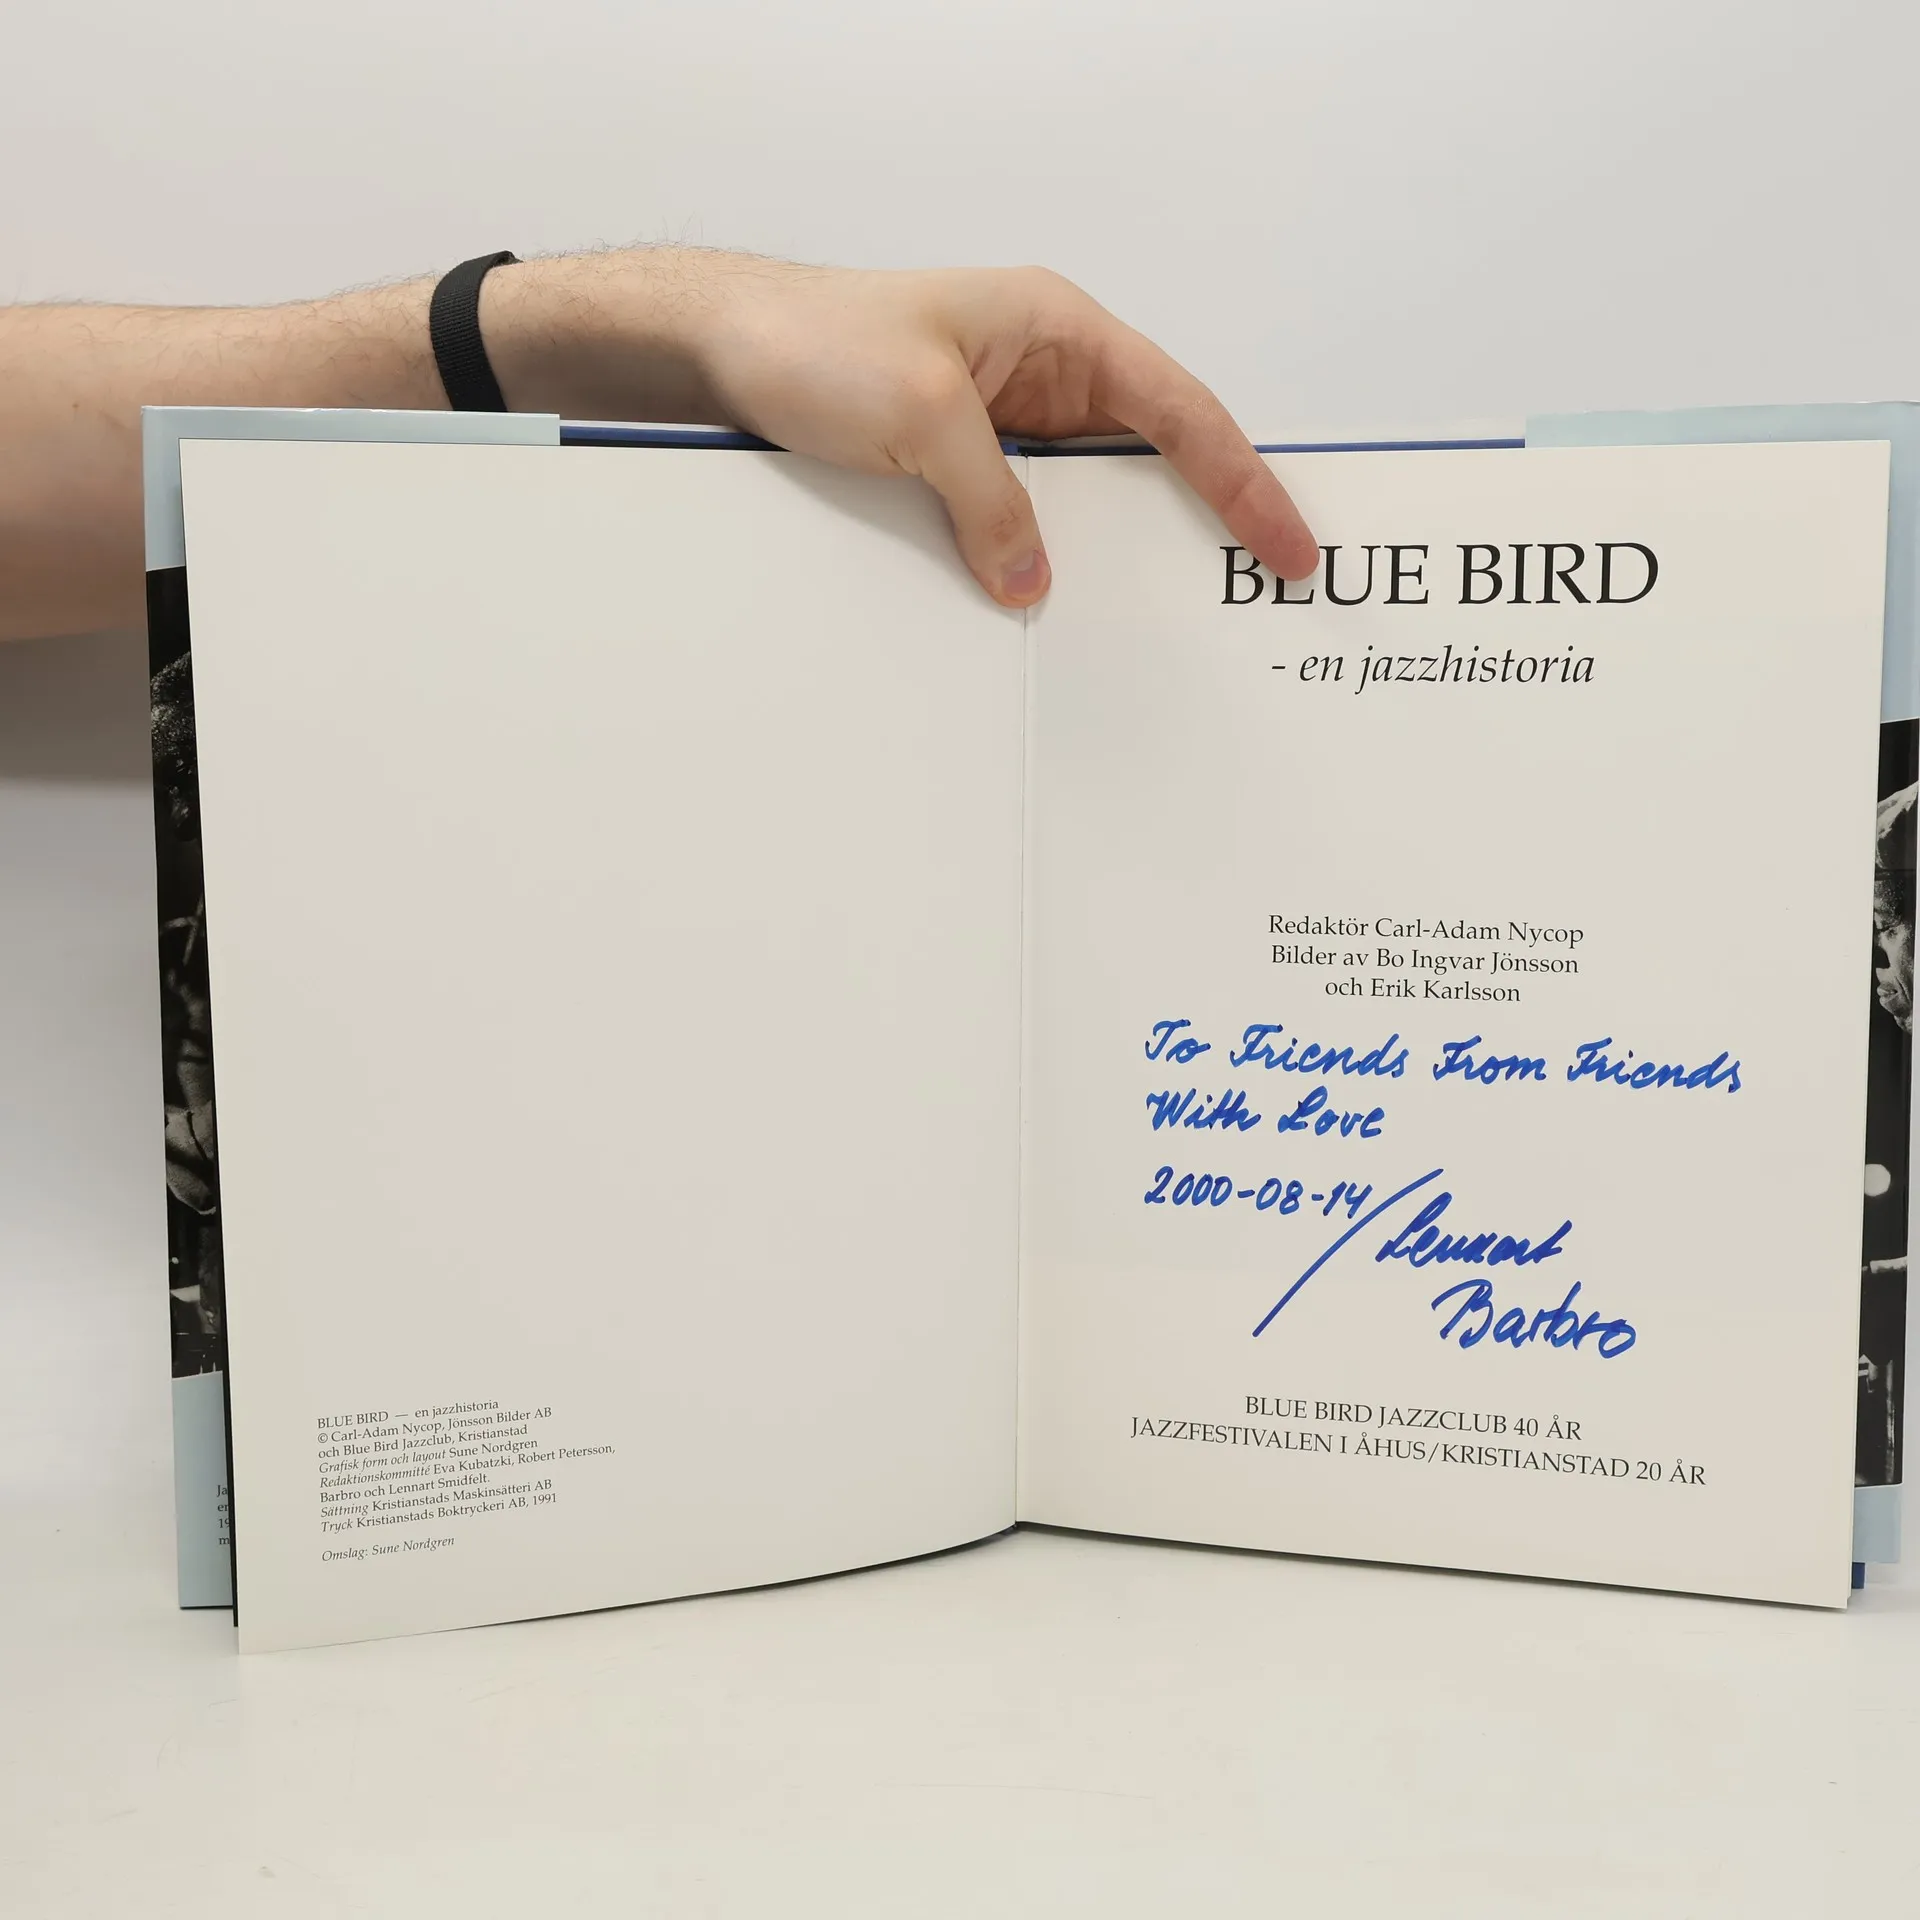 BLUE BIRD — en jazzhistoria
© Carl-Adam Nycop, Jönsson Bilder AB
och Blue Bird Jazzclub, Kristianstad
Grafisk form och layout Sune Nordgren
Redaktionskommitté Eva Kubatzki, Robert Petersson,
Barbro och Lennart Smidfelt.
Sättning Kristianstads Maskinsätteri AB
Tryck Kristianstads Boktryckeri AB, 1991
Omslag: Sune Nordgren
BLUE BIRD
- en jazzhistoria
Redaktör Carl-Adam Nycop
Bilder av Bo Ingvar Jönsson
och Erik Karlsson
To Friends From Friends
With Love
2000-08-14/Lennart
Barbro
BLUE BIRD JAZZCLUB 40 ÅR
JAZZFESTIVALEN I ÅHUS/KRISTIANSTAD 20 ÅR